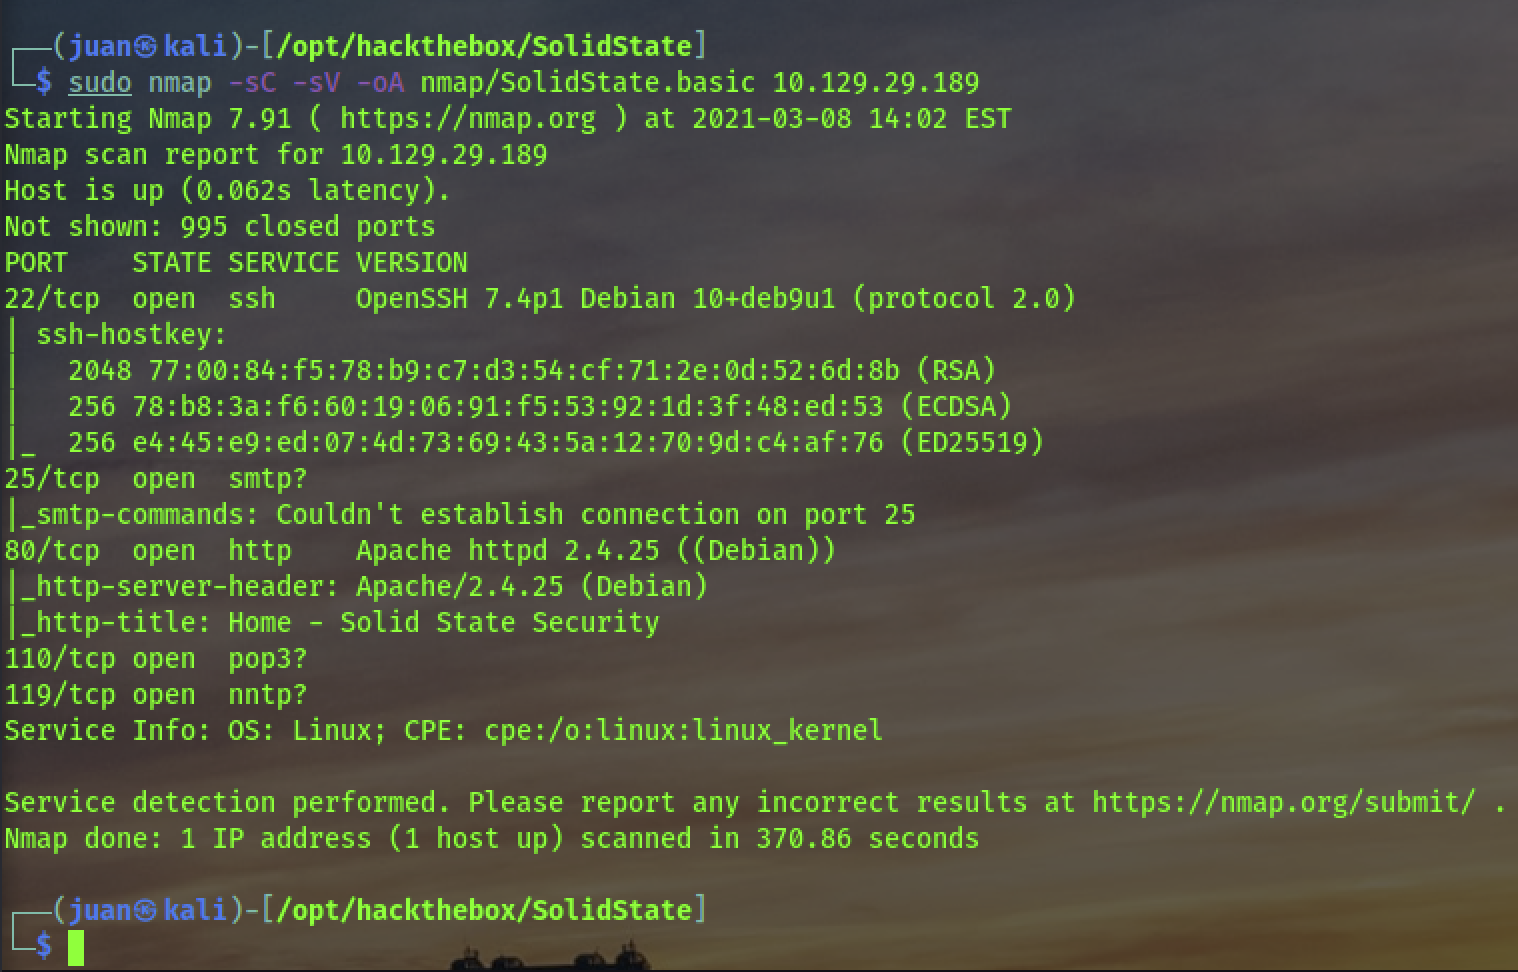 ┌──(juan㉿kali)-[/opt/hackthebox/SolidState]
└─$ sudo nmap -sC -sV -oA nmap/SolidState.basic 10.129.29.189
Starting Nmap 7.91 ( https://nmap.org ) at 2021-03-08 14:02 EST
Nmap scan report for 10.129.29.189
Host is up (0.062s latency).
Not shown: 995 closed ports
PORT    STATE SERVICE VERSION
22/tcp  open  ssh     OpenSSH 7.4p1 Debian 10+deb9u1 (protocol 2.0)
| ssh-hostkey:
|   2048 77:00:84:f5:78:b9:c7:d3:54:cf:71:2e:0d:52:6d:8b (RSA)
|   256 78:b8:3a:f6:60:19:06:91:f5:53:92:1d:3f:48:ed:53 (ECDSA)
|_  256 e4:45:e9:ed:07:4d:73:69:43:5a:12:70:9d:c4:af:76 (ED25519)
25/tcp  open  smtp?
|_smtp-commands: Couldn't establish connection on port 25
80/tcp  open  http    Apache httpd 2.4.25 ((Debian))
|_http-server-header: Apache/2.4.25 (Debian)
|_http-title: Home - Solid State Security
110/tcp open  pop3?
119/tcp open  nntp?
Service Info: OS: Linux; CPE: cpe:/o:linux:linux_kernel
Service detection performed. Please report any incorrect results at https://nmap.org/submit/ .
Nmap done: 1 IP address (1 host up) scanned in 370.86 seconds
┌──(juan㉿kali)-[/opt/hackthebox/SolidState]
└─$